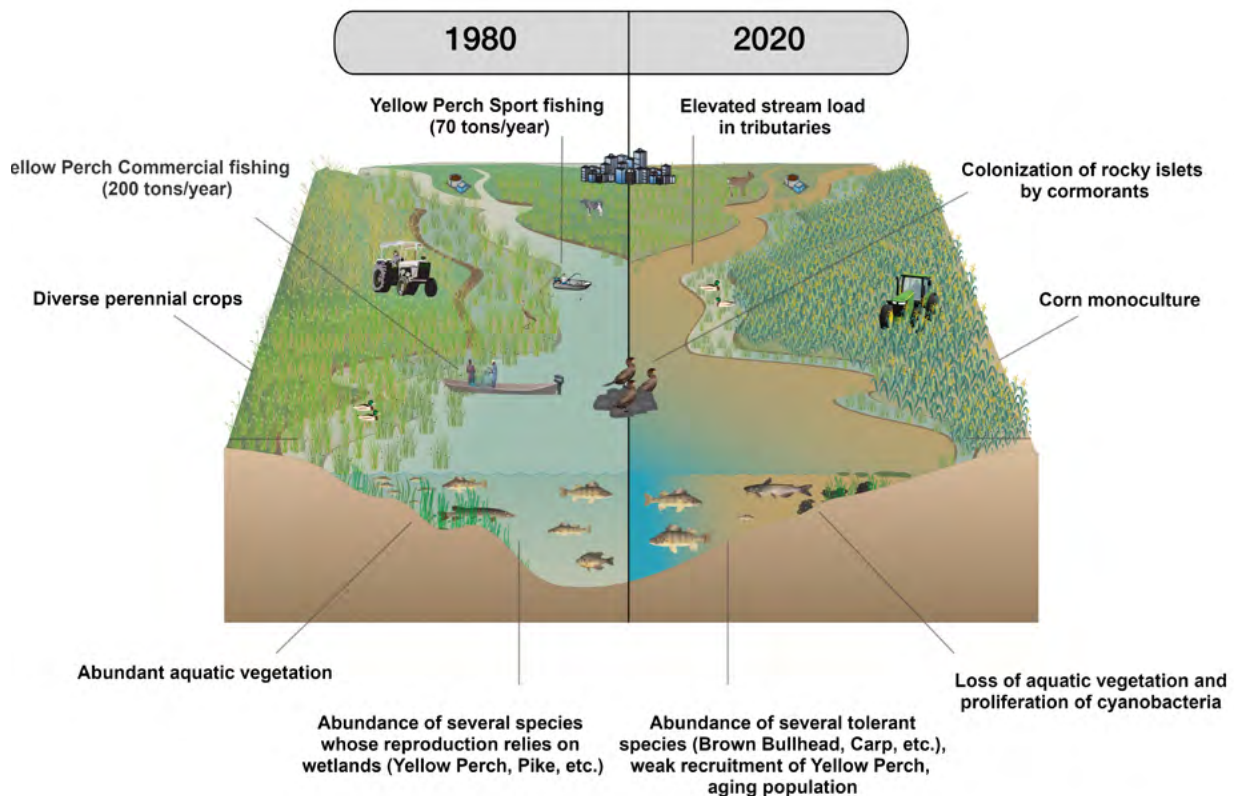 1980
2020
Yellow Perch Sport fishing
(70 tons/year)
Elevated stream load
in tributaries
ellow Perch Commercial fishing
(200 tons/year)
Colonization of rocky islets
by cormorants
Diverse perennial crops
Corn monoculture
Abundant aquatic vegetation
Loss of aquatic vegetation and
proliferation of cyanobacteria
Abundance of several species
whose reproduction relies on
wetlands (Yellow Perch, Pike, etc.)
Abundance of several tolerant
species (Brown Bullhead, Carp, etc.),
weak recruitment of Yellow Perch,
aging population